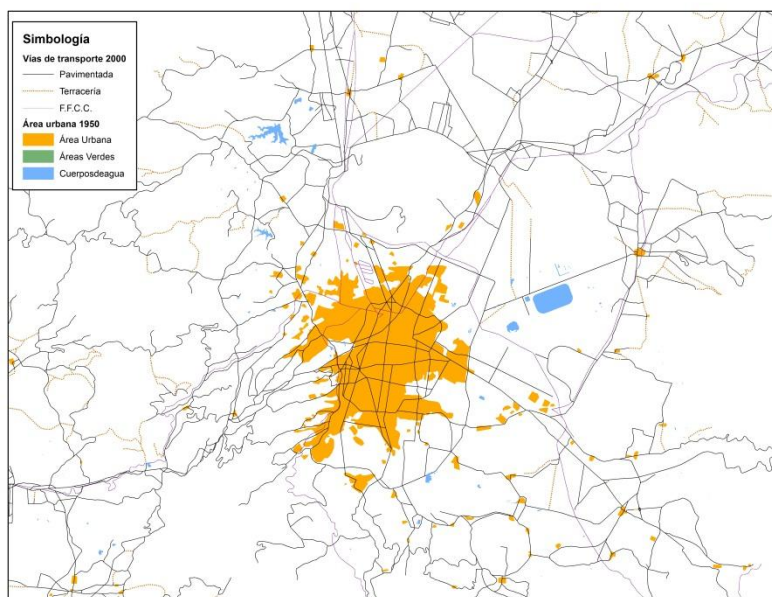 Simbología
Vías de transporte 2000
Pavimentada
Terracería
F.F.C.C.
Área urbana 1950
Área Urbana
Áreas Verdes
Cuerposdeagua